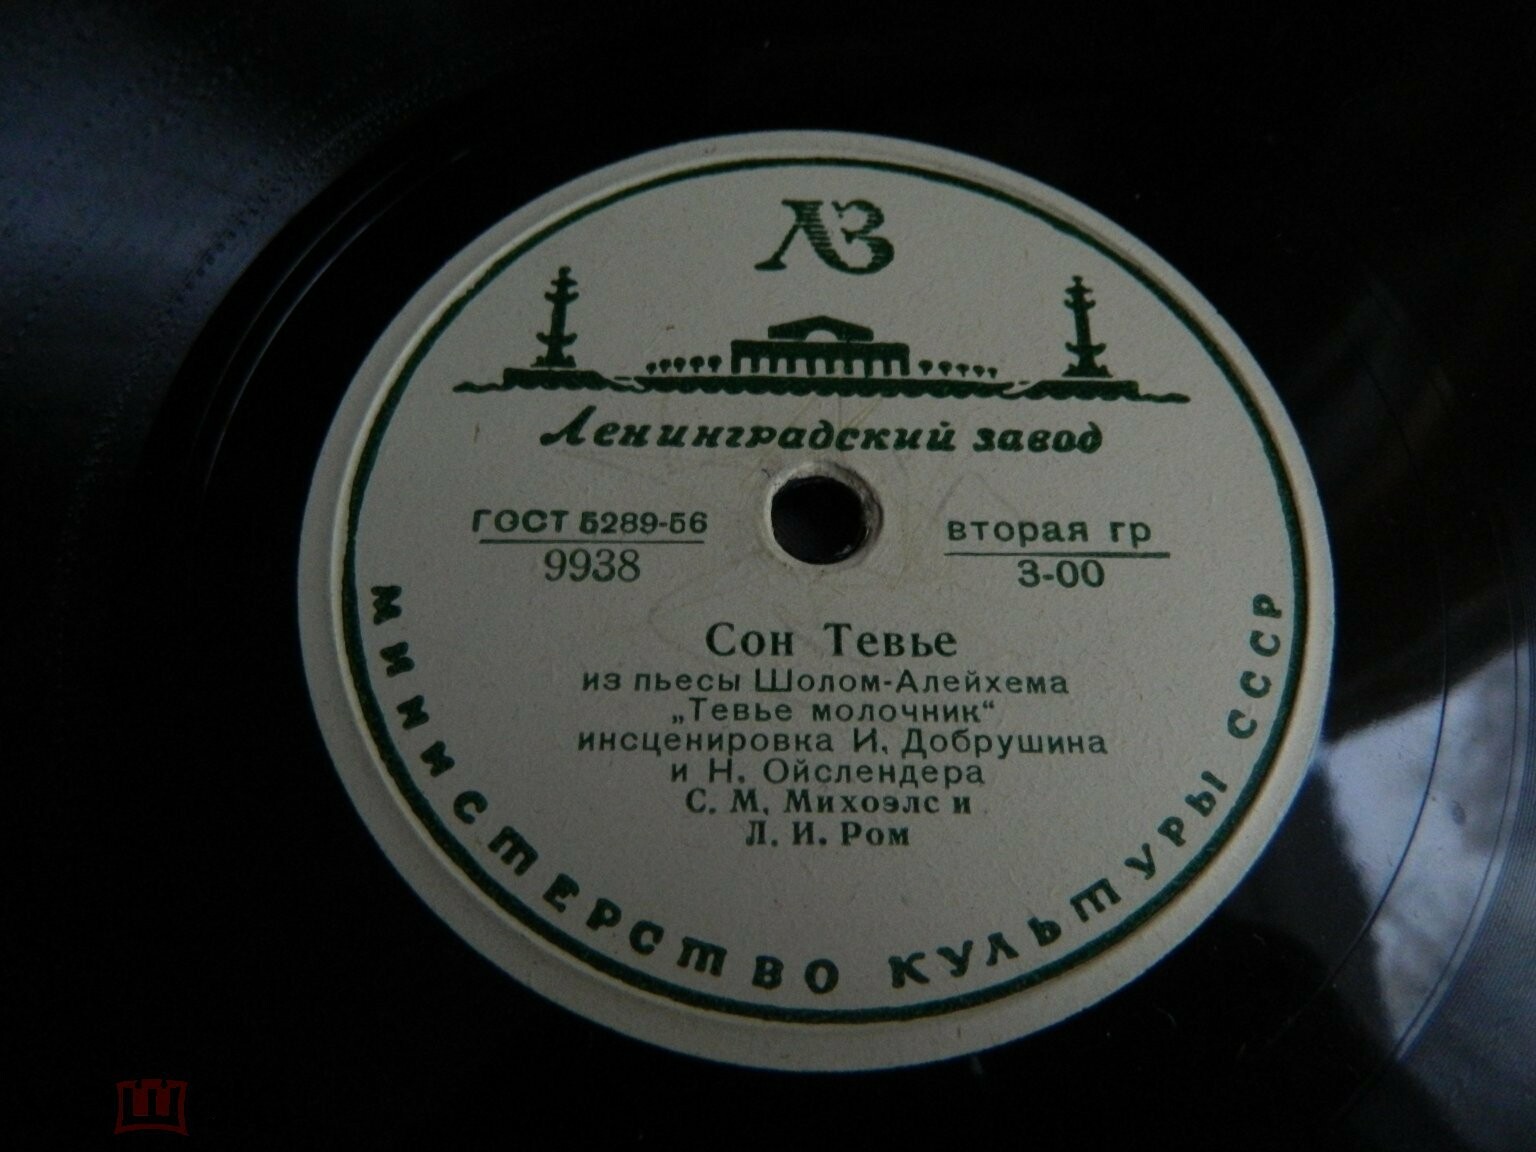 ЛЗ
Ленинградский завод
ГОСТ 5289-56
9938
вторая гр
3-00
Сон Тевье
из пьесы Шолом-Алейхема
„Тевье молочник“
инсценировка И. Добрушина
и Н. Ойслендера
С. М. Михоэлс и
Л. И. Ром
МИНИСТЕРСТВО КУЛЬТУРЫ СССР